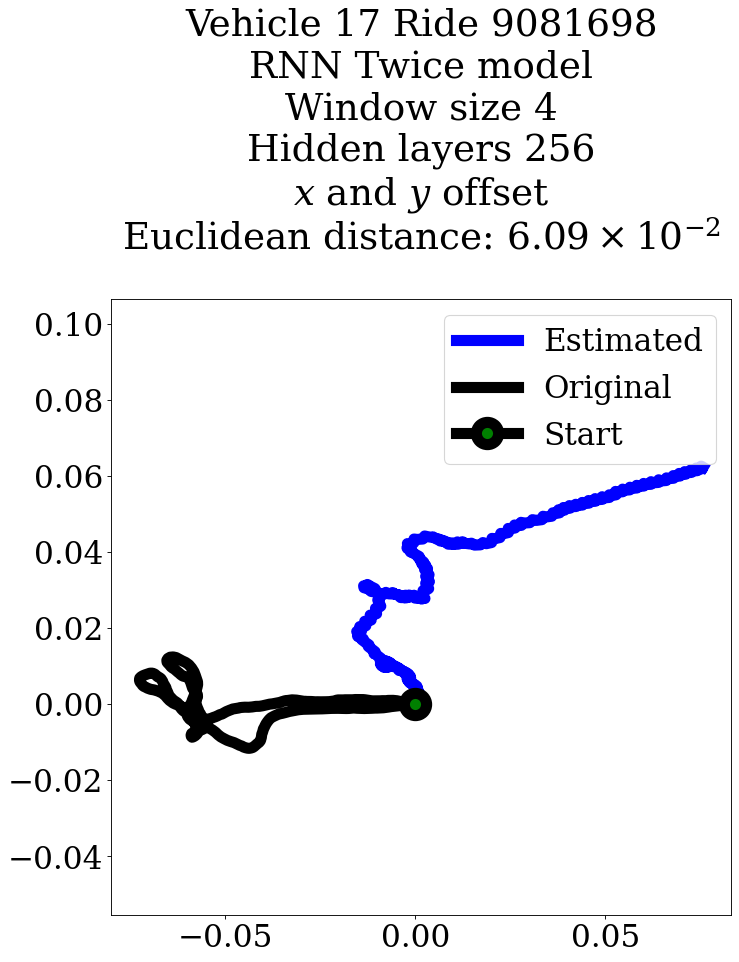 Vehicle 17 Ride 9081698
RNN Twice model
Window size 4
Hidden layers 256
x and y offset
Euclidean distance: 6.09 × 10⁻²
Estimated
Original
Start
0.10
0.08
0.06
0.04
0.02
0.00
−0.02
−0.04
−0.05 0.00 0.05